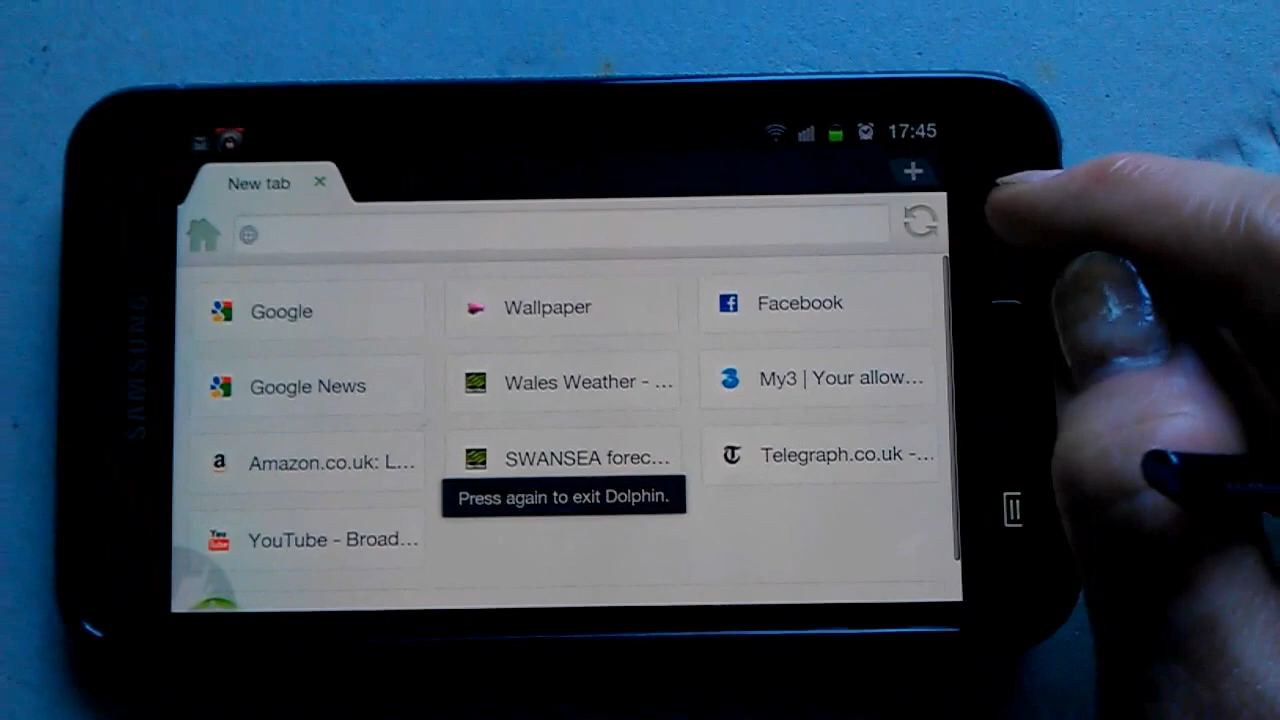 17:45
New tab
Google
Wallpaper
Facebook
Google News
Wales Weather - ...
My3 | Your allow...
Amazon.co.uk: L...
SWANSEA forec...
Telegraph.co.uk -...
Press again to exit Dolphin.
YouTube - Broad...
SAMSUNG